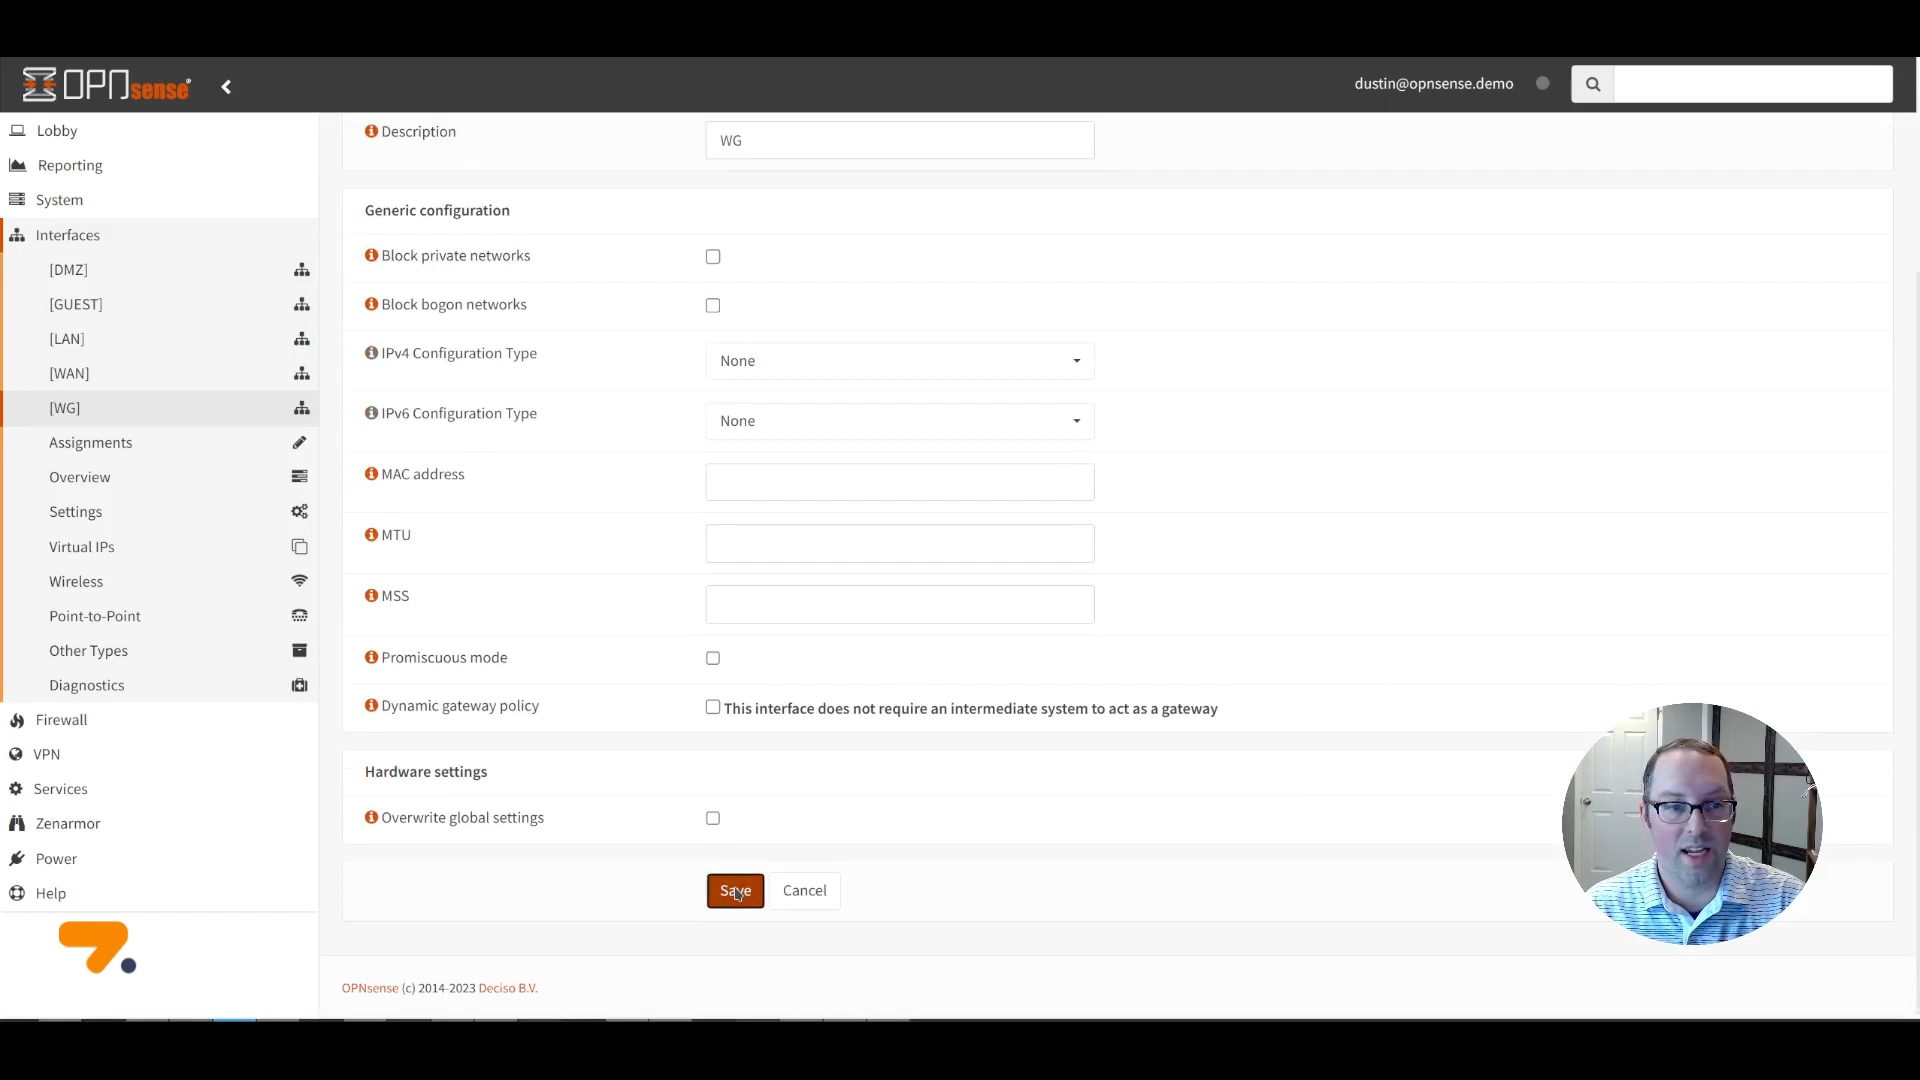 OPNsense
dustin@opnsense.demo
Lobby
Reporting
System
Interfaces
[DMZ]
[GUEST]
[LAN]
[WAN]
[WG]
Assignments
Overview
Settings
Virtual IPs
Wireless
Point-to-Point
Other Types
Diagnostics
Firewall
VPN
Services
Zenarmor
Power
Help
Description
WG
Generic configuration
Block private networks
Block bogon networks
IPv4 Configuration Type
None
IPv6 Configuration Type
None
MAC address
MTU
MSS
Promiscuous mode
Dynamic gateway policy
This interface does not require an intermediate system to act as a gateway
Hardware settings
Overwrite global settings
Save Cancel
OPNsense (c) 2014-2023 Deciso B.V.